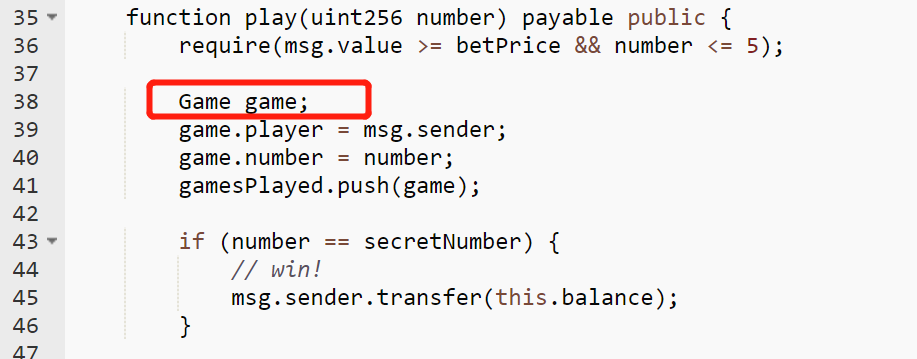 35 function play(uint256 number) payable public {
36 require(msg.value >= betPrice && number <= 5);
37
38 Game game;
39 game.player = msg.sender;
40 game.number = number;
41 gamesPlayed.push(game);
42
43 if (number == secretNumber) {
44 // win!
45 msg.sender.transfer(this.balance);
46 }
47